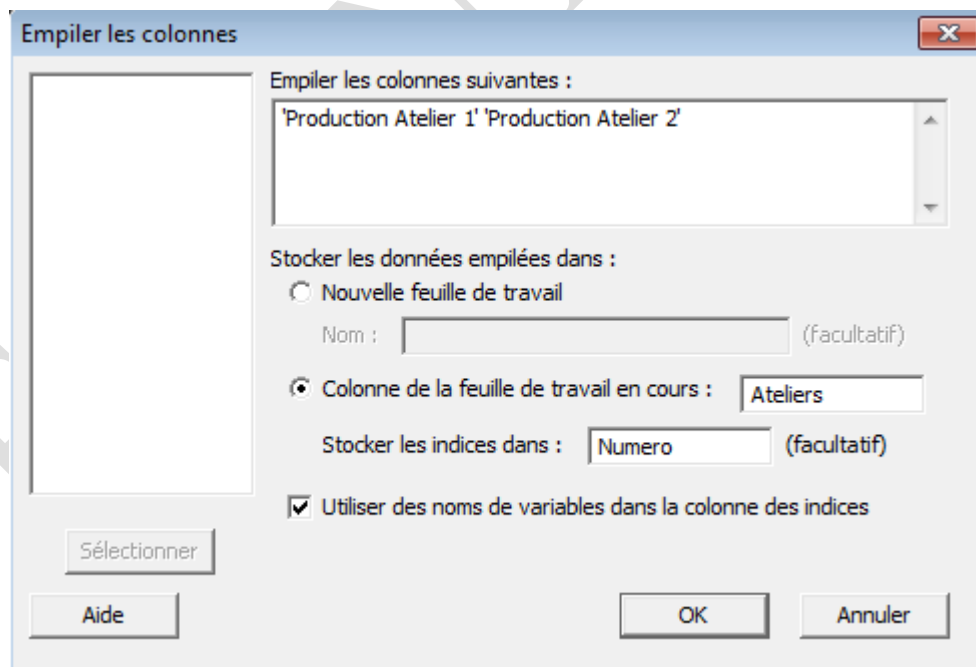 Empiler les colonnes
Empiler les colonnes suivantes :
'Production Atelier 1' 'Production Atelier 2'
Stocker les données empilées dans :
Nouvelle feuille de travail
Nom : (facultatif)
Colonne de la feuille de travail en cours : Ateliers
Stocker les indices dans : Numero (facultatif)
Utiliser des noms de variables dans la colonne des indices
Sélectionner
Aide OK Annuler